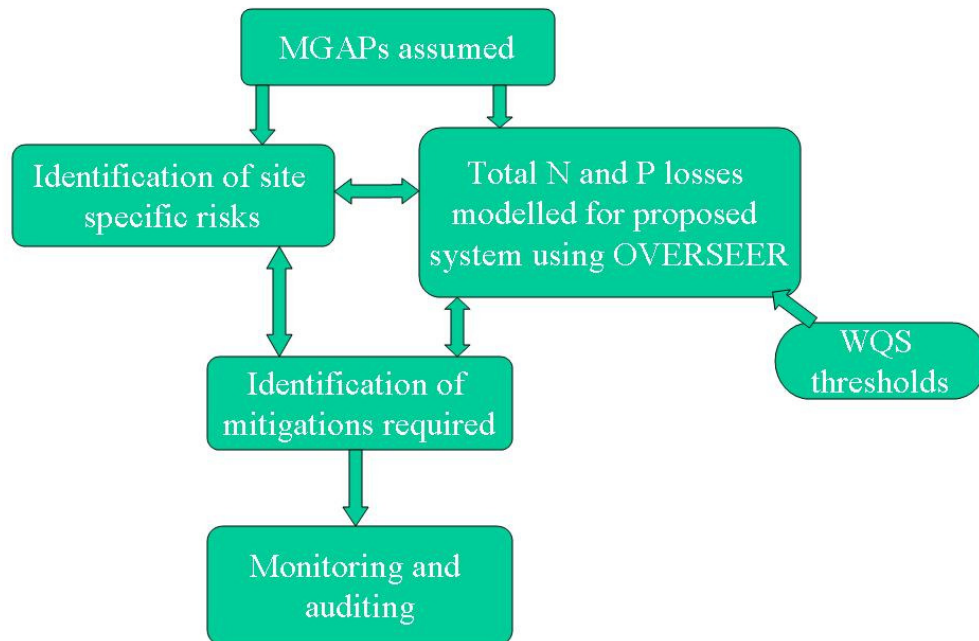 MGAPs assumed
Identification of site
specific risks
Total N and P losses
modelled for proposed
system using OVERSEER
WQS
thresholds
Identification of
mitigations required
Monitoring and
auditing